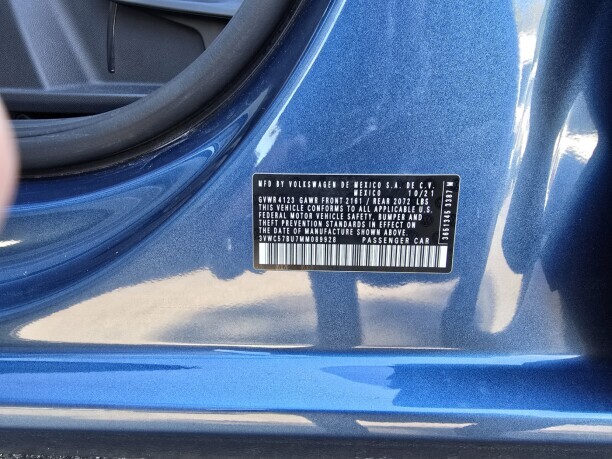 MFD BY VOLKSWAGEN DE MEXICO S.A. DE C.V.
MEXICO 10/21
GVWR4123 GAWR FRONT 2161 / REAR 2072 LBS
THIS VEHICLE CONFORMS TO ALL APPLICABLE U.S.
FEDERAL MOTOR VEHICLE SAFETY, BUMPER AND
THEFT PREVENTION STANDARDS IN EFFECT ON
THE DATE OF MANUFACTURE SHOWN ABOVE.
3VWC57BU7MM089928 PASSENGER CAR